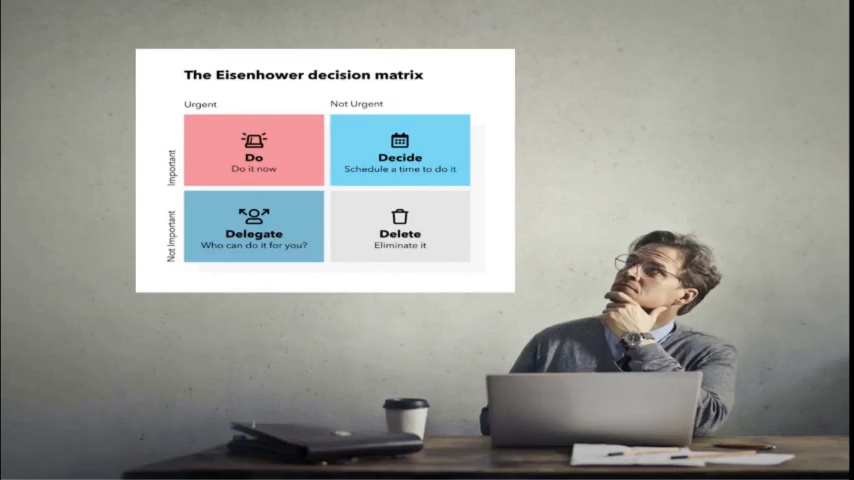 The Eisenhower decision matrix
Urgent
Not Urgent
Important
Do
Do it now
Decide
Schedule a time to do it
Not Important
Delegate
Who can do it for you?
Delete
Eliminate it